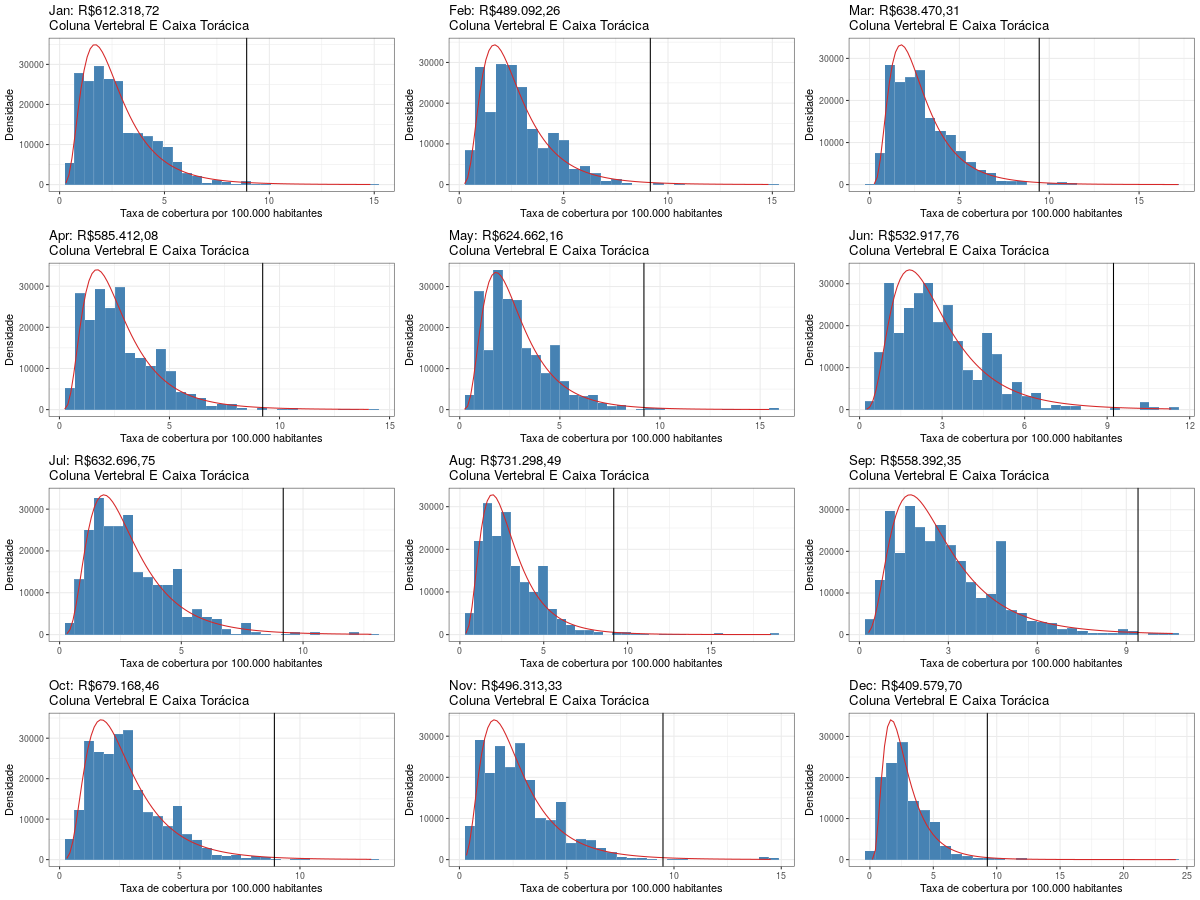 Jan: R$612.318,72
Coluna Vertebral E Caixa Torácica
Densidade
30000
20000
10000
0
0 5 10 15
Taxa de cobertura por 100.000 habitantes
Feb: R$489.092,26
Coluna Vertebral E Caixa Torácica
Densidade
30000
20000
10000
0
0 5 10 15
Taxa de cobertura por 100.000 habitantes
Mar: R$638.470,31
Coluna Vertebral E Caixa Torácica
Densidade
30000
20000
10000
0
0 5 10 15
Taxa de cobertura por 100.000 habitantes
Apr: R$585.412,08
Coluna Vertebral E Caixa Torácica
Densidade
30000
20000
10000
0
0 5 10 15
Taxa de cobertura por 100.000 habitantes
May: R$624.662,16
Coluna Vertebral E Caixa Torácica
Densidade
30000
20000
10000
0
0 5 10 15
Taxa de cobertura por 100.000 habitantes
Jun: R$532.917,76
Coluna Vertebral E Caixa Torácica
Densidade
30000
20000
10000
0
0 3 6 9 12
Taxa de cobertura por 100.000 habitantes
Jul: R$632.696,75
Coluna Vertebral E Caixa Torácica
Densidade
30000
20000
10000
0
0 5 10
Taxa de cobertura por 100.000 habitantes
Aug: R$731.298,49
Coluna Vertebral E Caixa Torácica
Densidade
30000
20000
10000
0
0 5 10 15
Taxa de cobertura por 100.000 habitantes
Sep: R$558.392,35
Coluna Vertebral E Caixa Torácica
Densidade
30000
20000
10000
0
0 3 6 9
Taxa de cobertura por 100.000 habitantes
Oct: R$679.168,46
Coluna Vertebral E Caixa Torácica
Densidade
30000
20000
10000
0
0 5 10
Taxa de cobertura por 100.000 habitantes
Nov: R$496.313,33
Coluna Vertebral E Caixa Torácica
Densidade
30000
20000
10000
0
0 5 10 15
Taxa de cobertura por 100.000 habitantes
Dec: R$409.579,70
Coluna Vertebral E Caixa Torácica
Densidade
30000
20000
10000
0
0 5 10 15 20 25
Taxa de cobertura por 100.000 habitantes